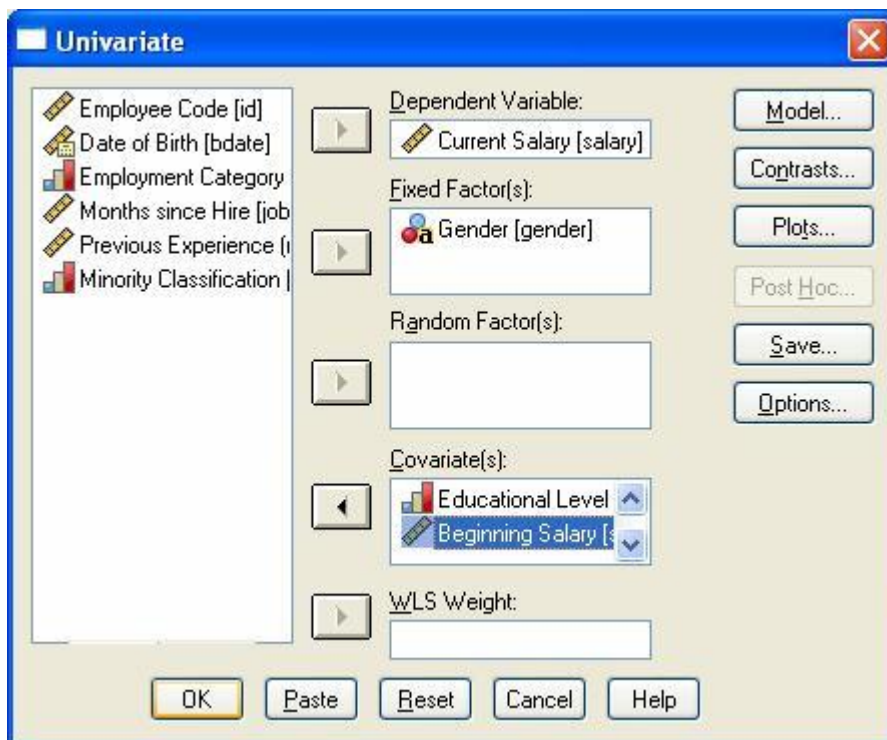 Univariate
Employee Code [id]
Date of Birth [bdate]
Employment Category
Months since Hire [job
Previous Experience (
Minority Classification [
Dependent Variable:
Current Salary [salary]
Fixed Factor(s):
a Gender [gender]
Random Factor(s):
Covariate(s):
Educational Level
Beginning Salary [s
WLS Weight:
Model...
Contrasts...
Plots...
Post Hoc...
Save...
Options...
OK
Paste
Reset
Cancel
Help